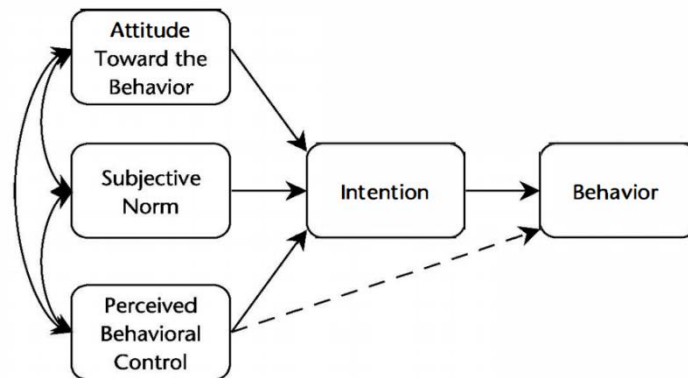 Attitude
Toward the
Behavior
Subjective
Norm
Intention
Behavior
Perceived
Behavioral
Control